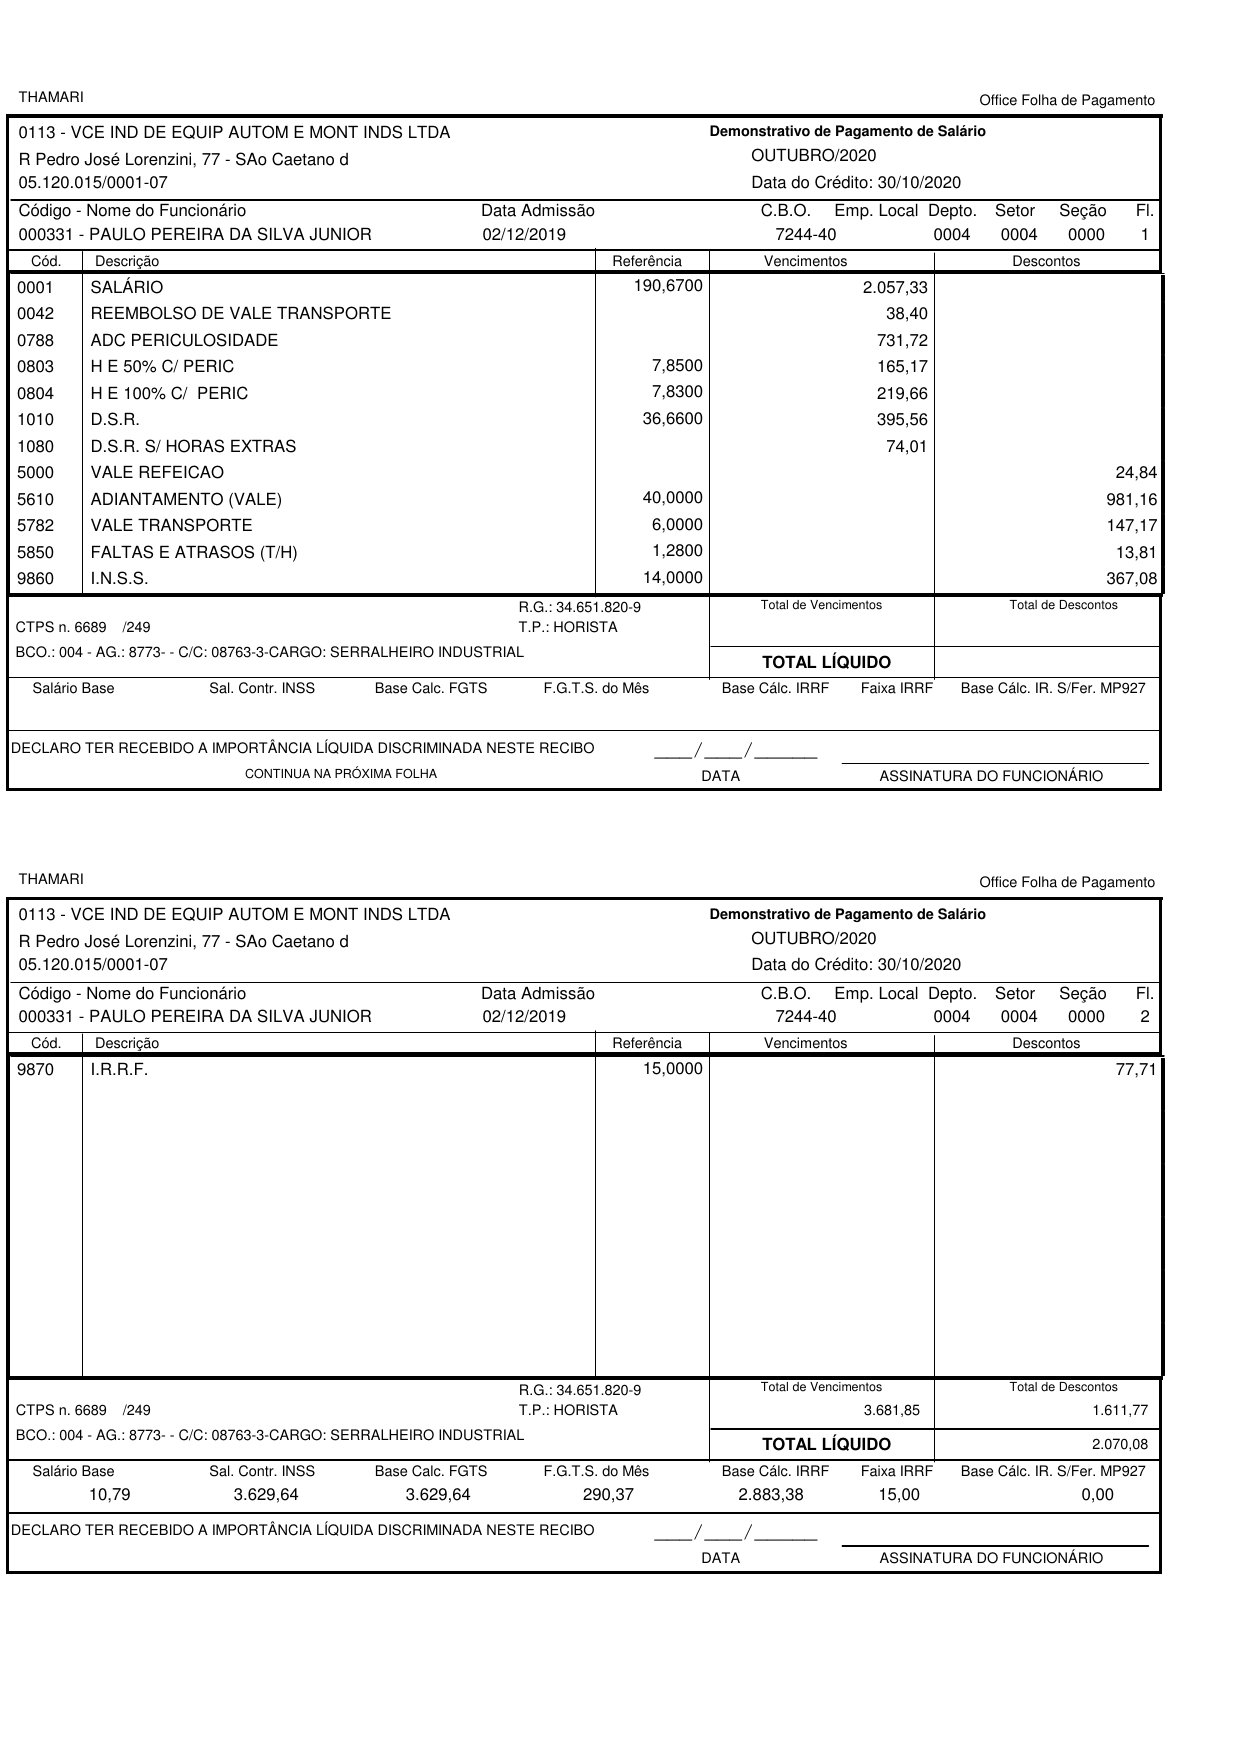 THAMARI Office Folha de Pagamento
0113 - VCE IND DE EQUIP AUTOM E MONT INDS LTDA Demonstrativo de Pagamento de Salário
R Pedro José Lorenzini, 77 - SAo Caetano d OUTUBRO/2020
05.120.015/0001-07 Data do Crédito: 30/10/2020
Código - Nome do Funcionário Data Admissão C.B.O. Emp. Local Depto. Setor Seção Fl.
000331 - PAULO PEREIRA DA SILVA JUNIOR 02/12/2019 7244-40 0004 0004 0000 1
Cód. Descrição Referência Vencimentos Descontos
0001 SALÁRIO 190,6700 2.057,33
0042 REEMBOLSO DE VALE TRANSPORTE 38,40
0788 ADC PERICULOSIDADE 731,72
0803 H E 50% C/ PERIC 7,8500 165,17
0804 H E 100% C/ PERIC 7,8300 219,66
1010 D.S.R. 36,6600 395,56
1080 D.S.R. S/ HORAS EXTRAS 74,01
5000 VALE REFEICAO 24,84
5610 ADIANTAMENTO (VALE) 40,0000 981,16
5782 VALE TRANSPORTE 6,0000 147,17
5850 FALTAS E ATRASOS (T/H) 1,2800 13,81
9860 I.N.S.S. 14,0000 367,08
R.G.: 34.651.820-9 Total de Vencimentos Total de Descontos
CTPS n. 6689 /249 T.P.: HORISTA
BCO.: 004 - AG.: 8773- - C/C: 08763-3-CARGO: SERRALHEIRO INDUSTRIAL
TOTAL LÍQUIDO
Salário Base Sal. Contr. INSS Base Calc. FGTS F.G.T.S. do Mês Base Cálc. IRRF Faixa IRRF Base Cálc. IR. S/Fer. MP927
DECLARO TER RECEBIDO A IMPORTÂNCIA LÍQUIDA DISCRIMINADA NESTE RECIBO ____/____/______
CONTINUA NA PRÓXIMA FOLHA DATA ASSINATURA DO FUNCIONÁRIO
THAMARI Office Folha de Pagamento
0113 - VCE IND DE EQUIP AUTOM E MONT INDS LTDA Demonstrativo de Pagamento de Salário
R Pedro José Lorenzini, 77 - SAo Caetano d OUTUBRO/2020
05.120.015/0001-07 Data do Crédito: 30/10/2020
Código - Nome do Funcionário Data Admissão C.B.O. Emp. Local Depto. Setor Seção Fl.
000331 - PAULO PEREIRA DA SILVA JUNIOR 02/12/2019 7244-40 0004 0004 0000 2
Cód. Descrição Referência Vencimentos Descontos
9870 I.R.R.F. 15,0000 77,71
R.G.: 34.651.820-9 Total de Vencimentos Total de Descontos
CTPS n. 6689 /249 T.P.: HORISTA 3.681,85 1.611,77
BCO.: 004 - AG.: 8773- - C/C: 08763-3-CARGO: SERRALHEIRO INDUSTRIAL
TOTAL LÍQUIDO 2.070,08
Salário Base Sal. Contr. INSS Base Calc. FGTS F.G.T.S. do Mês Base Cálc. IRRF Faixa IRRF Base Cálc. IR. S/Fer. MP927
10,79 3.629,64 3.629,64 290,37 2.883,38 15,00 0,00
DECLARO TER RECEBIDO A IMPORTÂNCIA LÍQUIDA DISCRIMINADA NESTE RECIBO ____/____/______
DATA ASSINATURA DO FUNCIONÁRIO